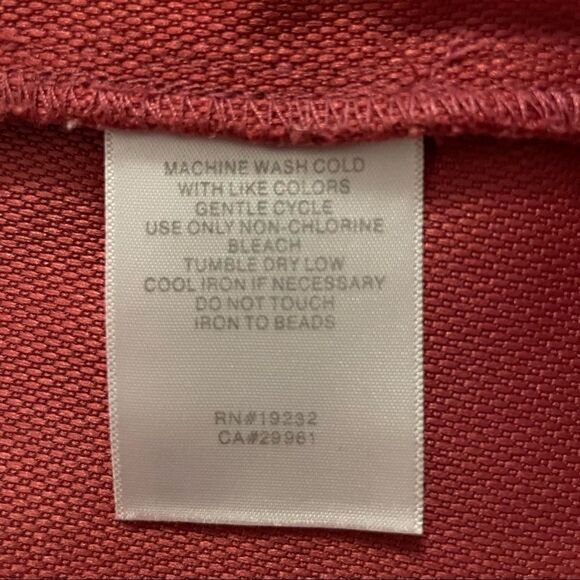 MACHINE WASH COLD
WITH LIKE COLORS
GENTLE CYCLE
USE ONLY NON-CHLORINE
BLEACH
TUMBLE DRY LOW
COOL IRON IF NECESSARY
DO NOT TOUCH
IRON TO BEADS
RN#19232
CA#29961